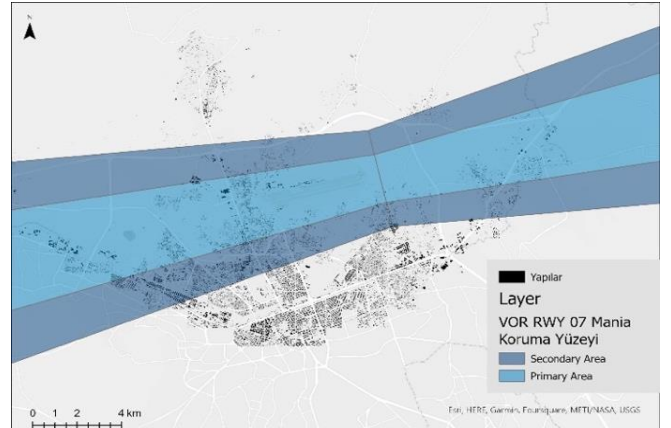 N
Yapılar
Layer
VOR RWY 07 Mania
Koruma Yüzeyi
Secondary Area
Primary Area
0 1 2 4 km
Esri, HERE, Garmin, Foursquare, METI/NASA, USGS